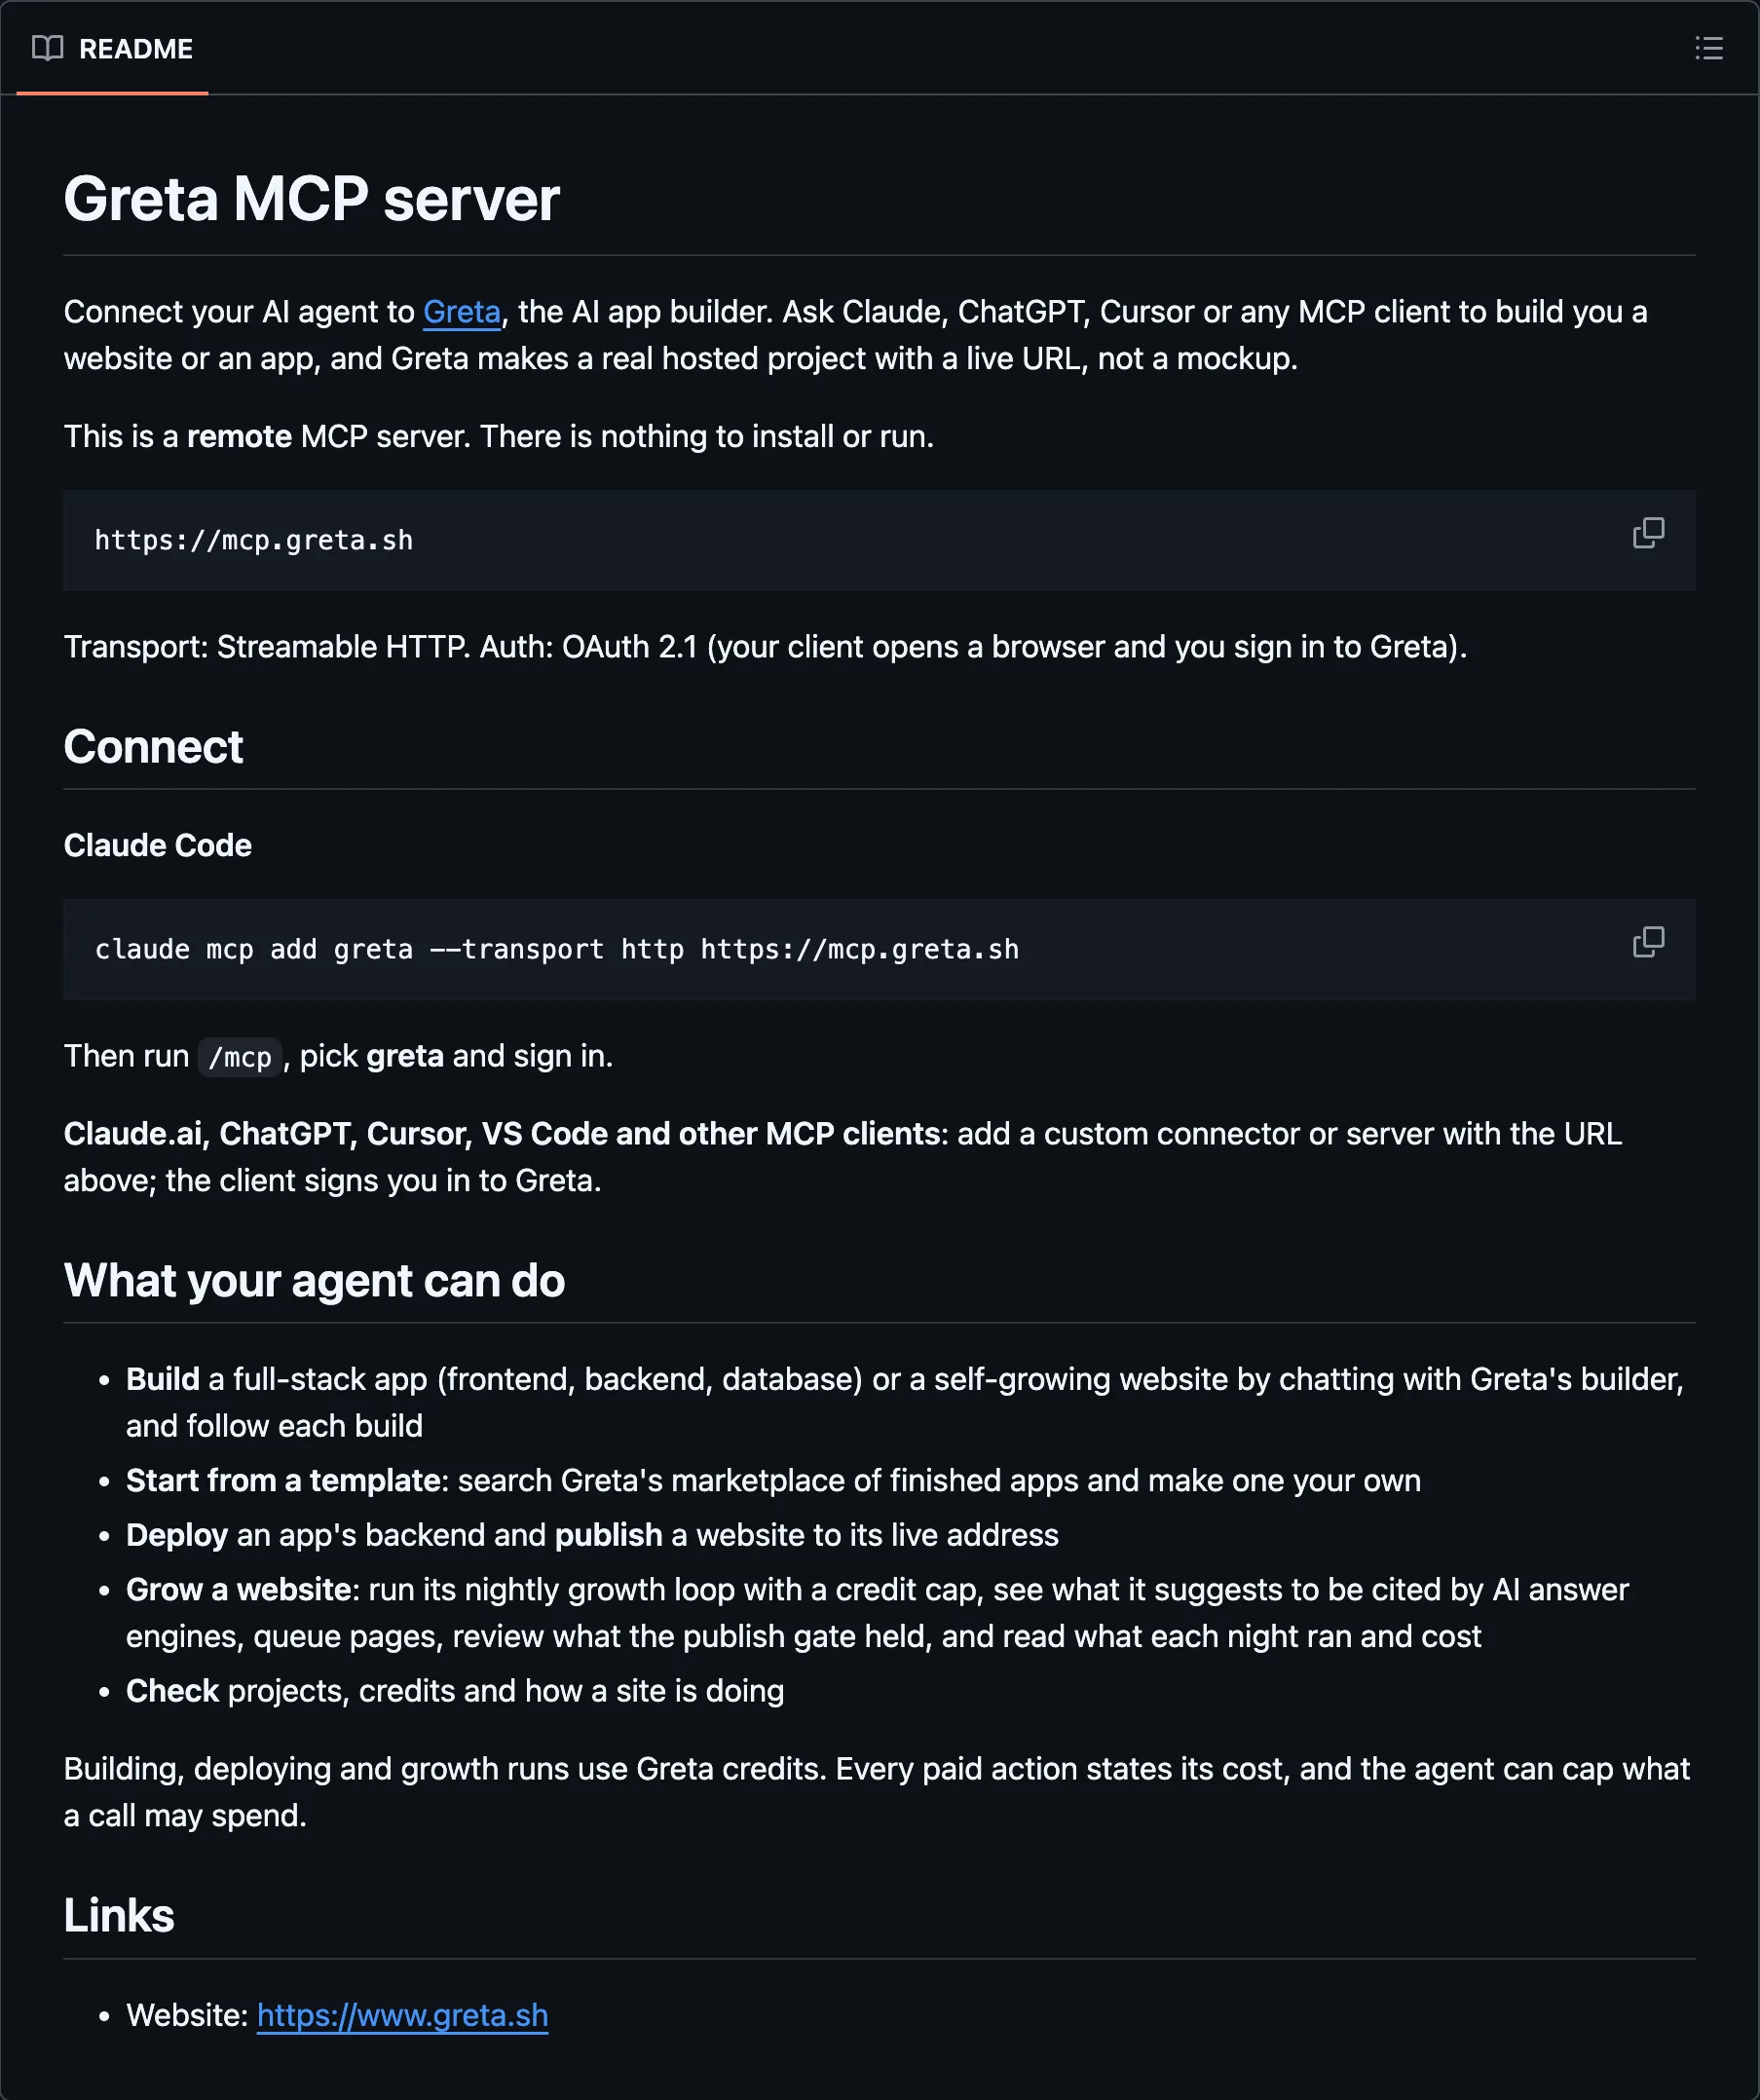 README
Greta MCP server
Connect your AI agent to Greta, the AI app builder. Ask Claude, ChatGPT, Cursor or any MCP client to build you a
website or an app, and Greta makes a real hosted project with a live URL, not a mockup.
This is a remote MCP server. There is nothing to install or run.
https://mcp.greta.sh
Transport: Streamable HTTP. Auth: OAuth 2.1 (your client opens a browser and you sign in to Greta).
Connect
Claude Code
claude mcp add greta --transport http https://mcp.greta.sh
Then run /mcp, pick greta and sign in.
Claude.ai, ChatGPT, Cursor, VS Code and other MCP clients: add a custom connector or server with the URL
above; the client signs you in to Greta.
What your agent can do
• Build a full-stack app (frontend, backend, database) or a self-growing website by chatting with Greta's builder,
and follow each build
• Start from a template: search Greta's marketplace of finished apps and make one your own
• Deploy an app's backend and publish a website to its live address
• Grow a website: run its nightly growth loop with a credit cap, see what it suggests to be cited by AI answer
engines, queue pages, review what the publish gate held, and read what each night ran and cost
• Check projects, credits and how a site is doing
Building, deploying and growth runs use Greta credits. Every paid action states its cost, and the agent can cap what
a call may spend.
Links
• Website: https://www.greta.sh